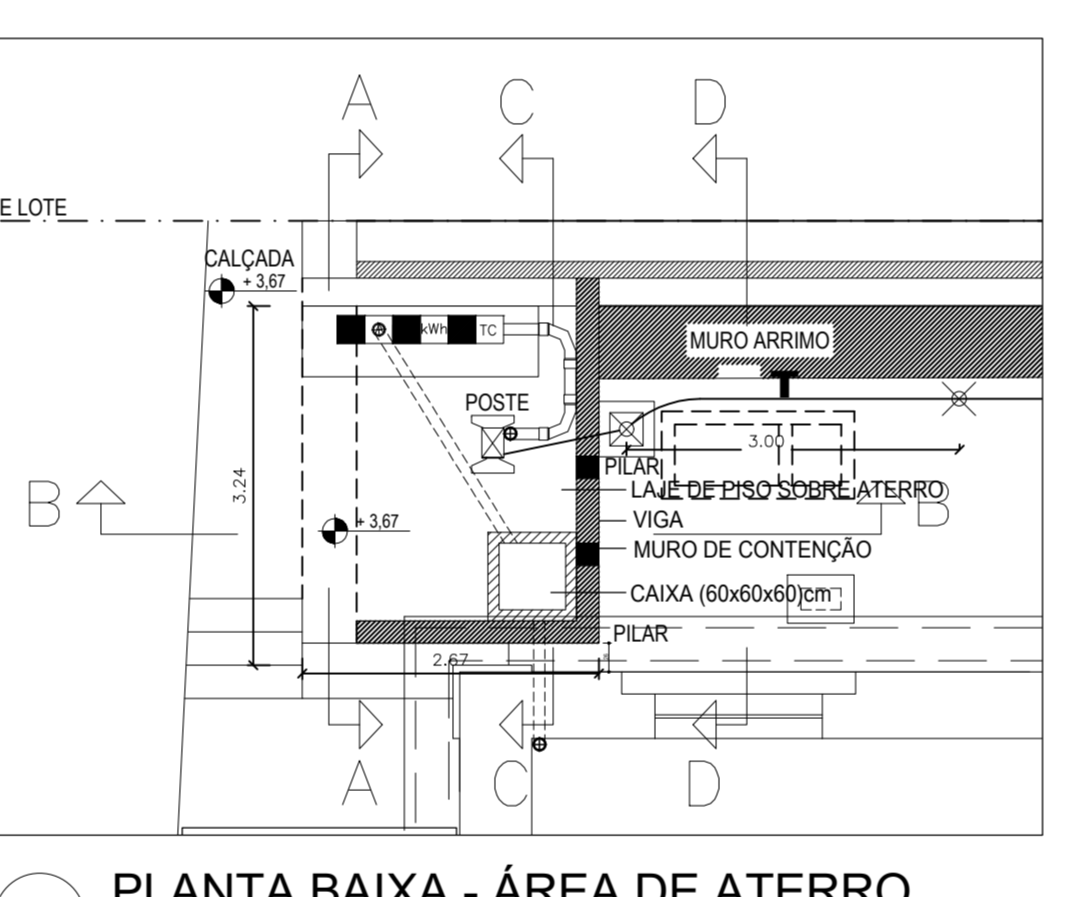 A C D
E LOTE
CALÇADA
+ 3,67
kWh TC
MURO ARRIMO
POSTE
3.00
PILAR
3.24
LAJE DE PISO SOBRE ATERRO
B B
+ 3,67
VIGA
MURO DE CONTENÇÃO
CAIXA (60x60x60)cm
PILAR
2.67
A C D
PLANTA BAIXA - ÁREA DE ATERRO